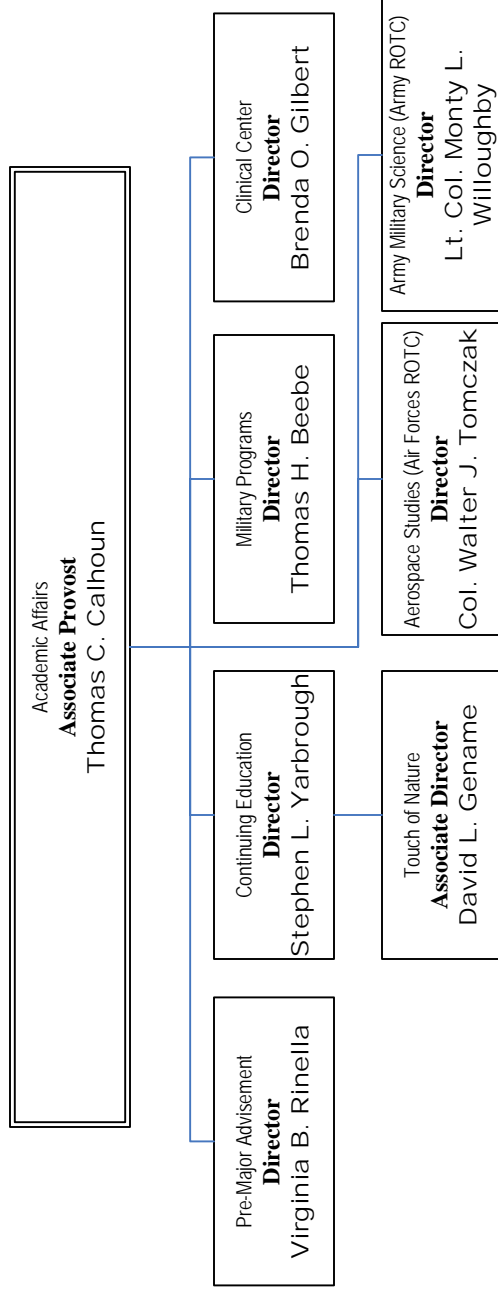 Academic Affairs
Associate Provost
Thomas C. Calhoun
Pre-Major Advisement
Director
Virginia B. Rinella
Continuing Education
Director
Stephen L. Yarbrough
Military Programs
Director
Thomas H. Beebe
Clinical Center
Director
Brenda O. Gilbert
Touch of Nature
Associate Director
David L. Gename
Aerospace Studies (Air Forces ROTC)
Director
Col. Walter J. Tomczak
Army Military Science (Army ROTC)
Director
Lt. Col. Monty L.
Willoughby